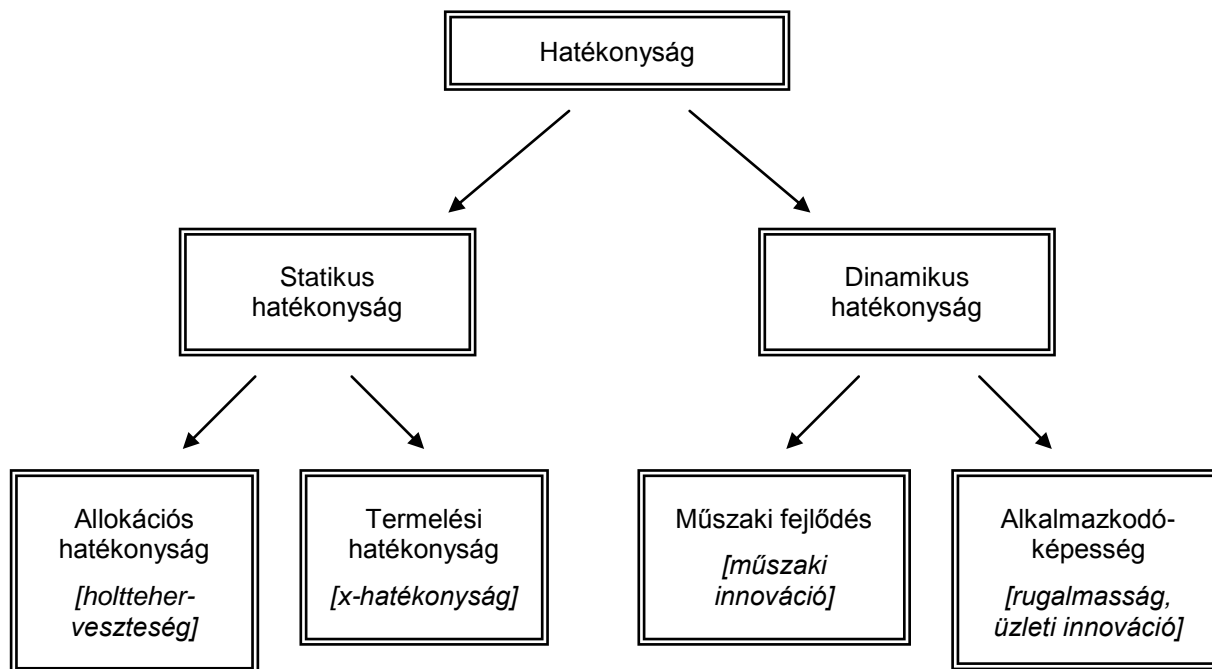 Hatékonyság
Statikus
hatékonyság
Dinamikus
hatékonyság
Allokációs
hatékonyság
[holtteher-
veszteség]
Termelési
hatékonyság
[x-hatékonyság]
Műszaki fejlődés
[műszaki
innováció]
Alkalmazkodó-
képesség
[rugalmasság,
üzleti innováció]